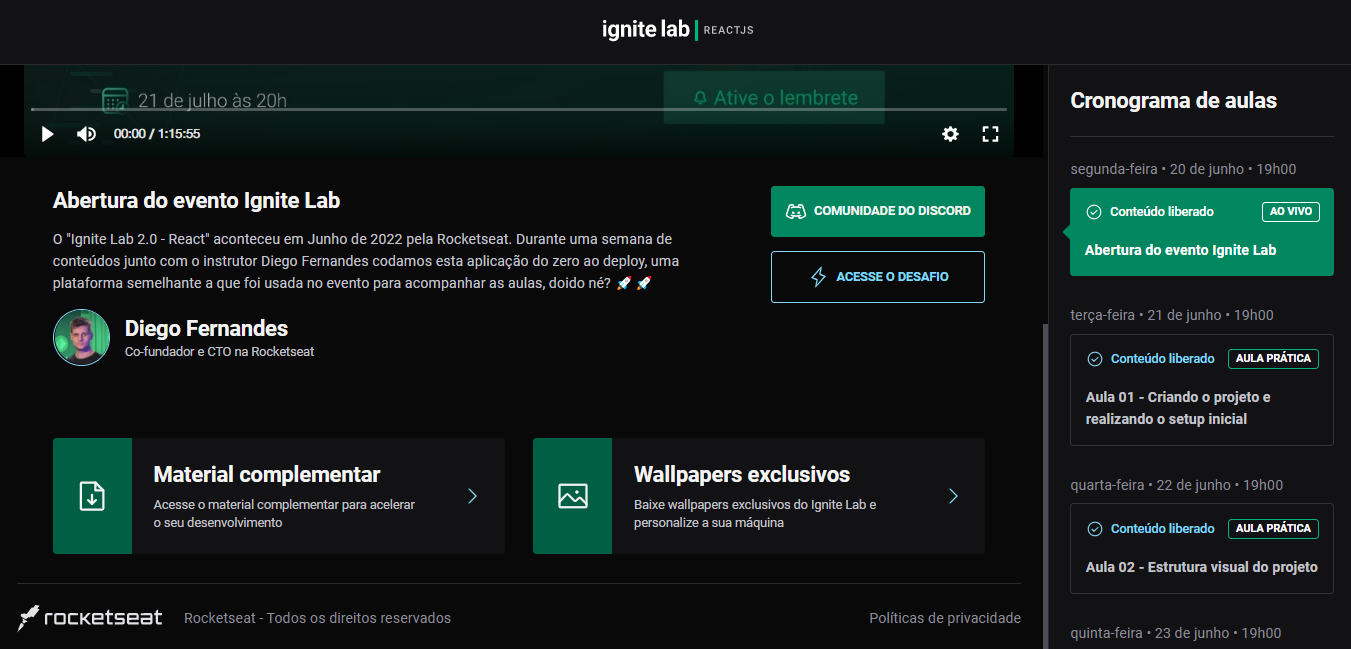 ignite lab REACTJS
21 de julho às 20h
Ative o lembrete
00:00 / 1:15:55
Abertura do evento Ignite Lab
O "Ignite Lab 2.0 - React" aconteceu em Junho de 2022 pela Rocketseat. Durante uma semana de
conteúdos junto com o instrutor Diego Fernandes codamos esta aplicação do zero ao deploy, uma
plataforma semelhante a que foi usada no evento para acompanhar as aulas, doido né? 🚀 🚀
Diego Fernandes
Co-fundador e CTO na Rocketseat
COMUNIDADE DO DISCORD
ACESSE O DESAFIO
Material complementar
Acesse o material complementar para acelerar
o seu desenvolvimento
Wallpapers exclusivos
Baixe wallpapers exclusivos do Ignite Lab e
personalize a sua máquina
rocketseat
Rocketseat - Todos os direitos reservados
Políticas de privacidade
Cronograma de aulas
segunda-feira • 20 de junho • 19h00
Conteúdo liberado
AO VIVO
Abertura do evento Ignite Lab
terça-feira • 21 de junho • 19h00
Conteúdo liberado
AULA PRÁTICA
Aula 01 - Criando o projeto e
realizando o setup inicial
quarta-feira • 22 de junho • 19h00
Conteúdo liberado
AULA PRÁTICA
Aula 02 - Estrutura visual do projeto
quinta-feira • 23 de junho • 19h00